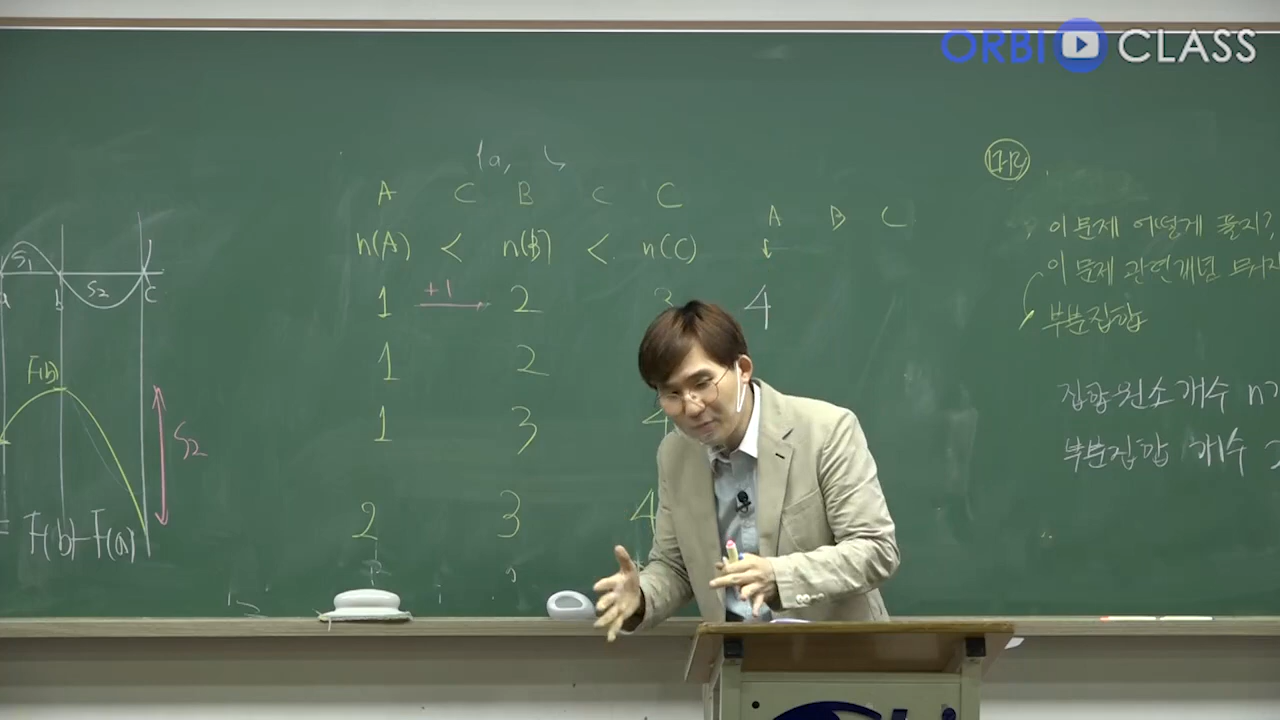 ORBI CLASS
A ⊂ B ⊂ C
A B C
n(A) < n(B) < n(C)
1 +1 2 3 4
1 2
1 3 4
2 3 4
S₁
S₂
a b c
F(b)
S₂
F(b)-F(a)
이 문제 어떻게 풀지?
이 문제 관련개념
부분집합
집합 원소 개수 n
부분집합 개수 2